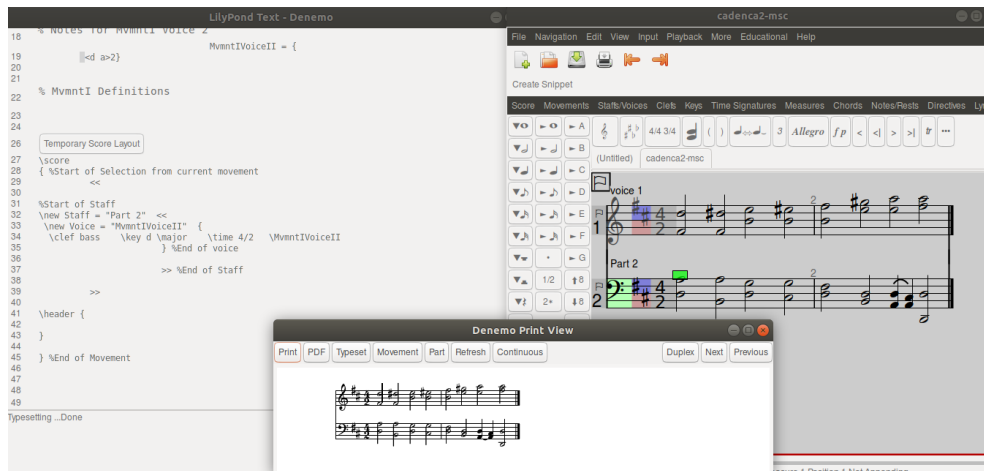 LilyPond Text - Denemo
18 % Notes for MvmntI Voice 2
MvmntIVoiceII = {
19 <d a>2}
20
21
22 % MvmntI Definitions
23
24
26 Temporary Score Layout
27 \score
28 { %Start of Selection from current movement
29 <<
30
31 %Start of Staff
32 \new Staff = "Part 2" <<
33 \new Voice = "MvmntIVoiceII" {
34 \clef bass \key d \major \time 4/2 \MvmntIVoiceII
35 } %End of voice
36
37 >> %End of Staff
38
39 >>
40
41 \header {
42
43 }
44
45 } %End of Movement
46
47
48
49
Typesetting ...Done
cadenca2-msc
File Navigation Edit View Input Playback More Educational Help
Create Snippet
Score Movements Staffs/Voices Clefs Keys Time Signatures Measures Chords Notes/Rests Directives
A 4/4 3/4 ( ) 3 Allegro f p < <| > >| tr ...
B
(Untitled) cadenca2-msc
C
D
E
F
G
1/2 8
2* 8
voice 1
1 4 2 2
Part 2
2 4 2 2
Denemo Print View
Print PDF Typeset Movement Part Refresh Continuous Duplex Next Previous